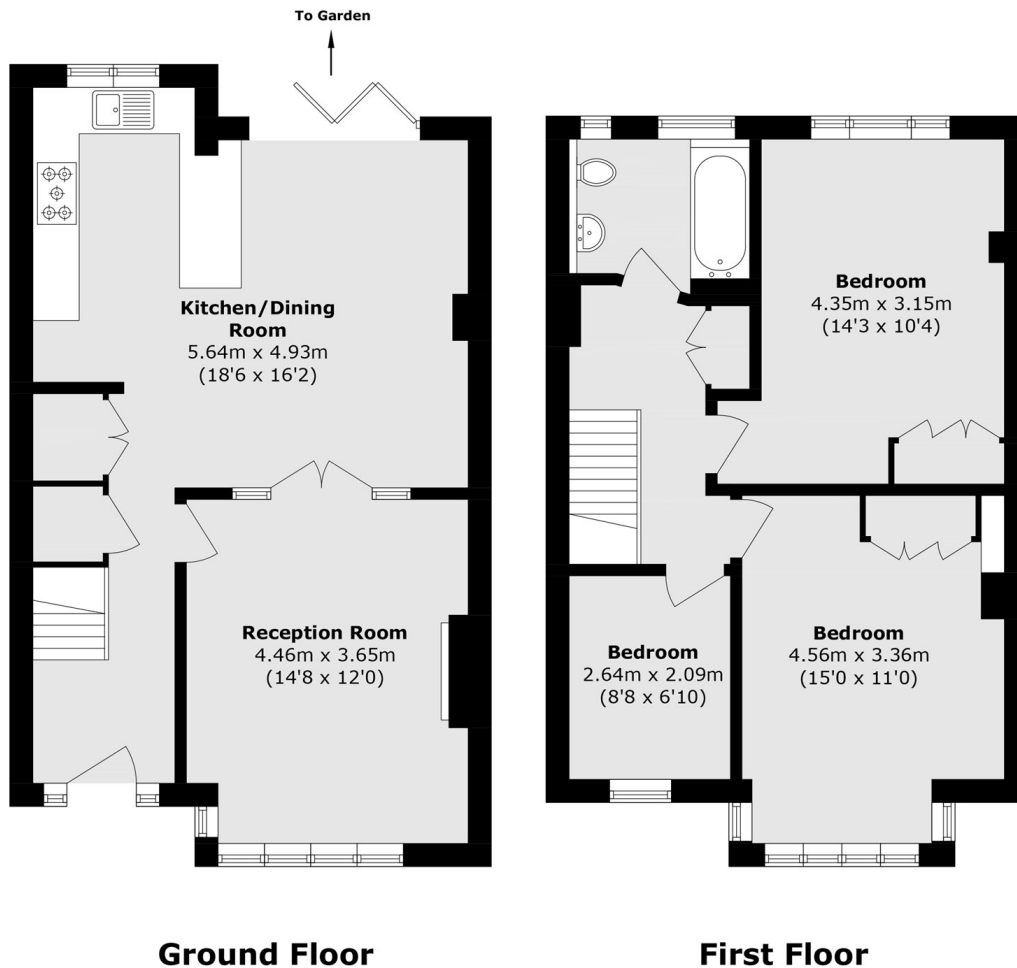 To Garden
Kitchen/Dining
Room
5.64m x 4.93m
(18'6 x 16'2)
Reception Room
4.46m x 3.65m
(14'8 x 12'0)
Bedroom
4.35m x 3.15m
(14'3 x 10'4)
Bedroom
2.64m x 2.09m
(8'8 x 6'10)
Bedroom
4.56m x 3.36m
(15'0 x 11'0)
Ground Floor
First Floor